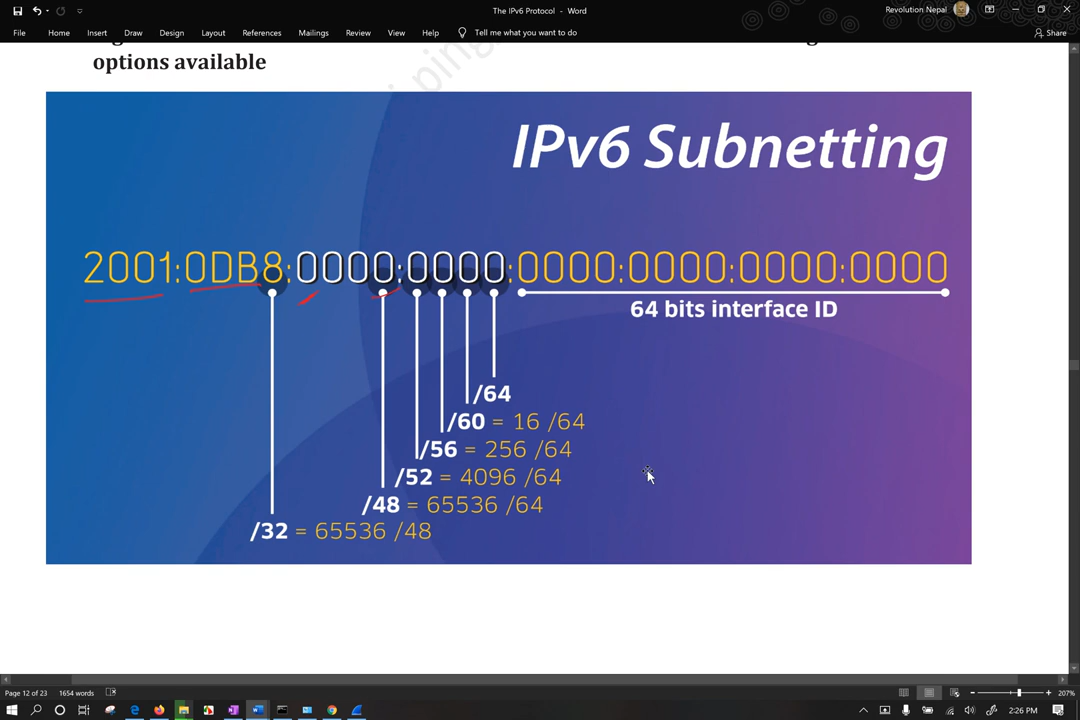 The IPv6 Protocol - Word
Revolution Nepal
File Home Insert Draw Design Layout References Mailings Review View Help Tell me what you want to do Share
options available
ping
IPv6 Subnetting
2001:0DB8:0000:0000:0000:0000:0000:0000
64 bits interface ID
/64
/60 = 16 /64
/56 = 256 /64
/52 = 4096 /64
/48 = 65536 /64
/32 = 65536 /48
Page 12 of 23 1654 words 207%
2:26 PM